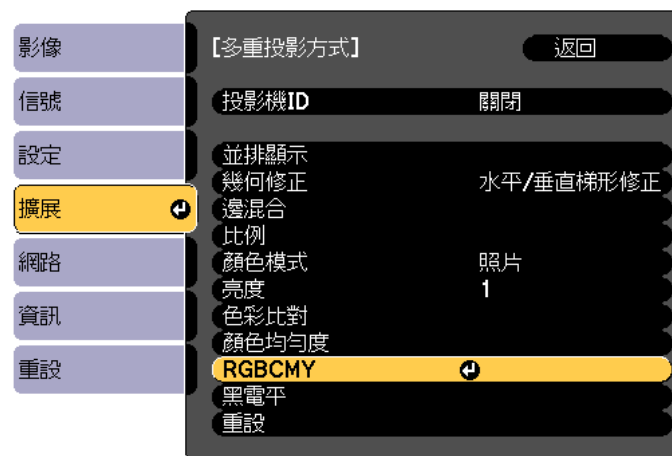 影像
信號
設定
擴展
網路
資訊
重設
[多重投影方式] 返回
投影機ID 關閉
並排顯示
幾何修正 水平/垂直梯形修正
邊混合
比例
顏色模式 照片
亮度 1
色彩比對
顏色均勻度
RGBCMY
黑電平
重設